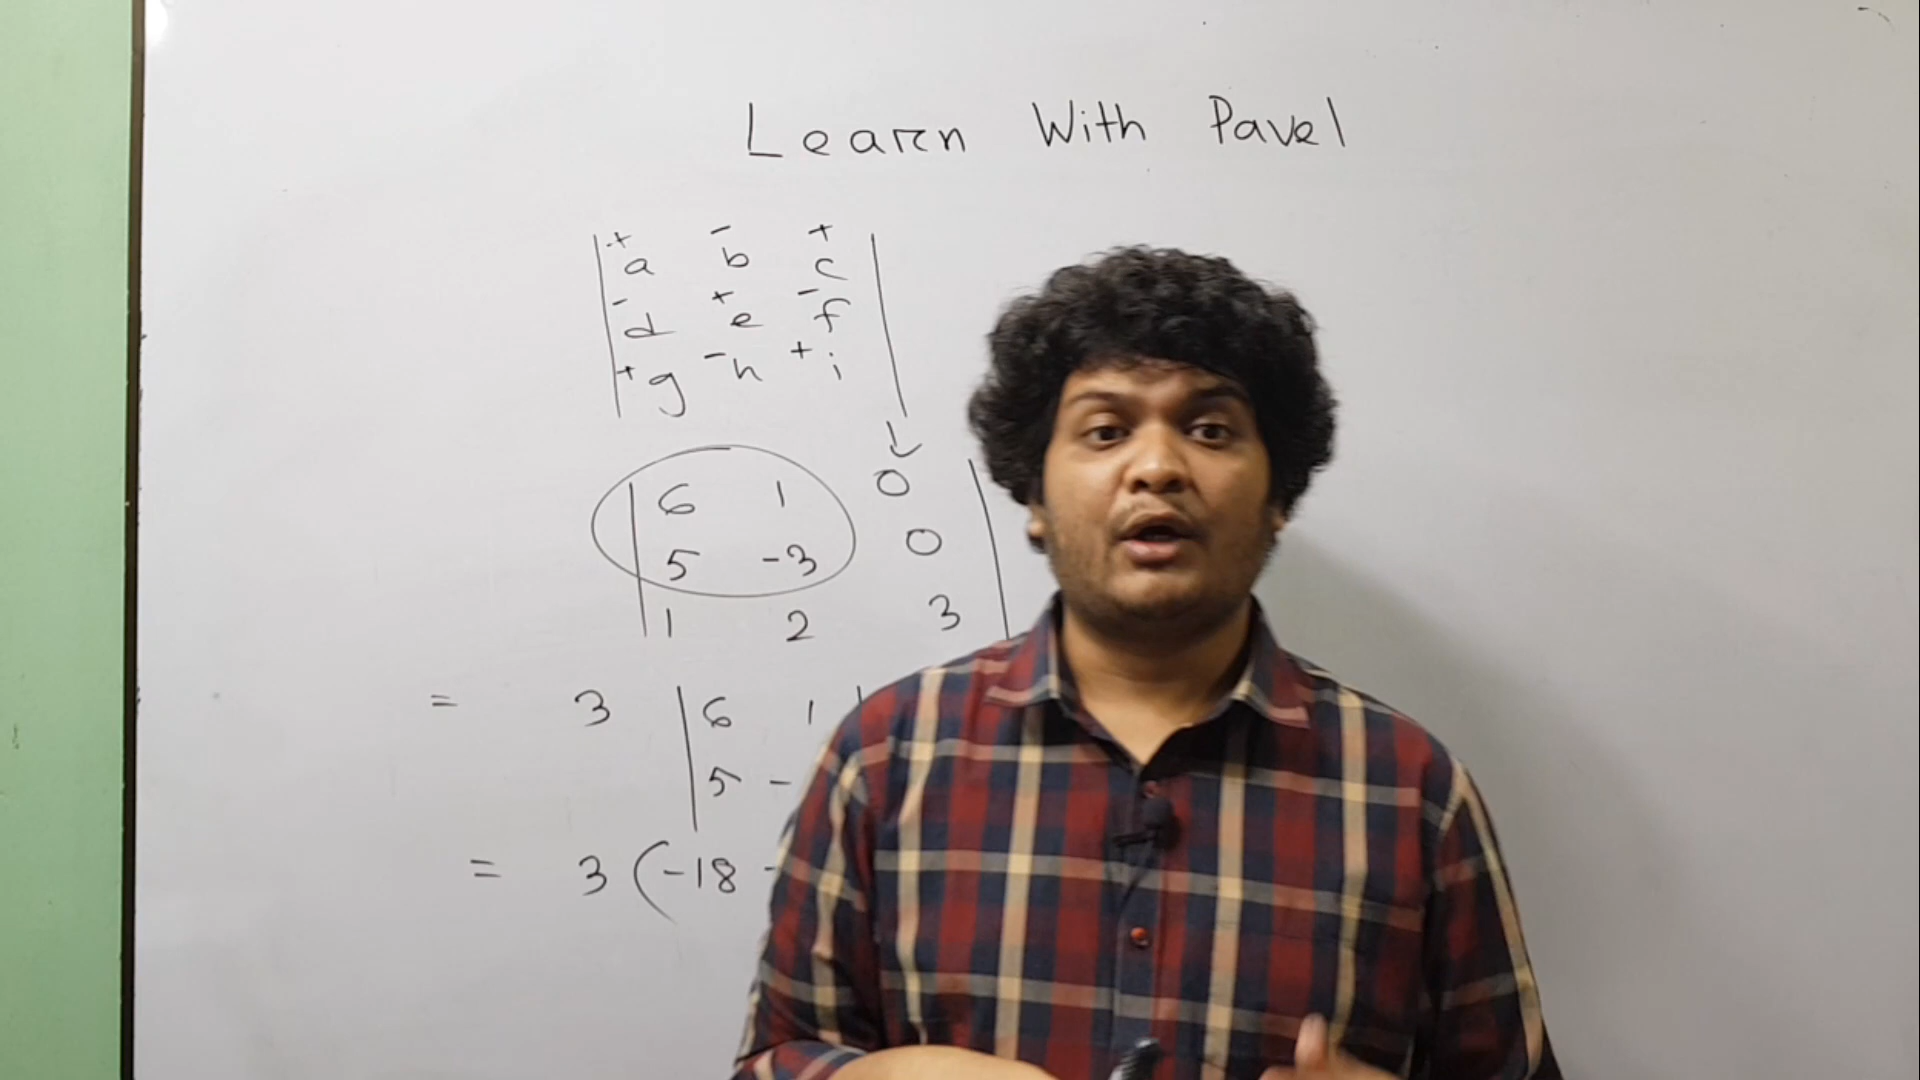 Learn With Pavel
+ - +
a b c
- + -
d e f
+ - +
g h i
↓
6 1 0
5 -3 0
1 2 3
= 3 | 6 1 |
5 -
= 3 (-18 -